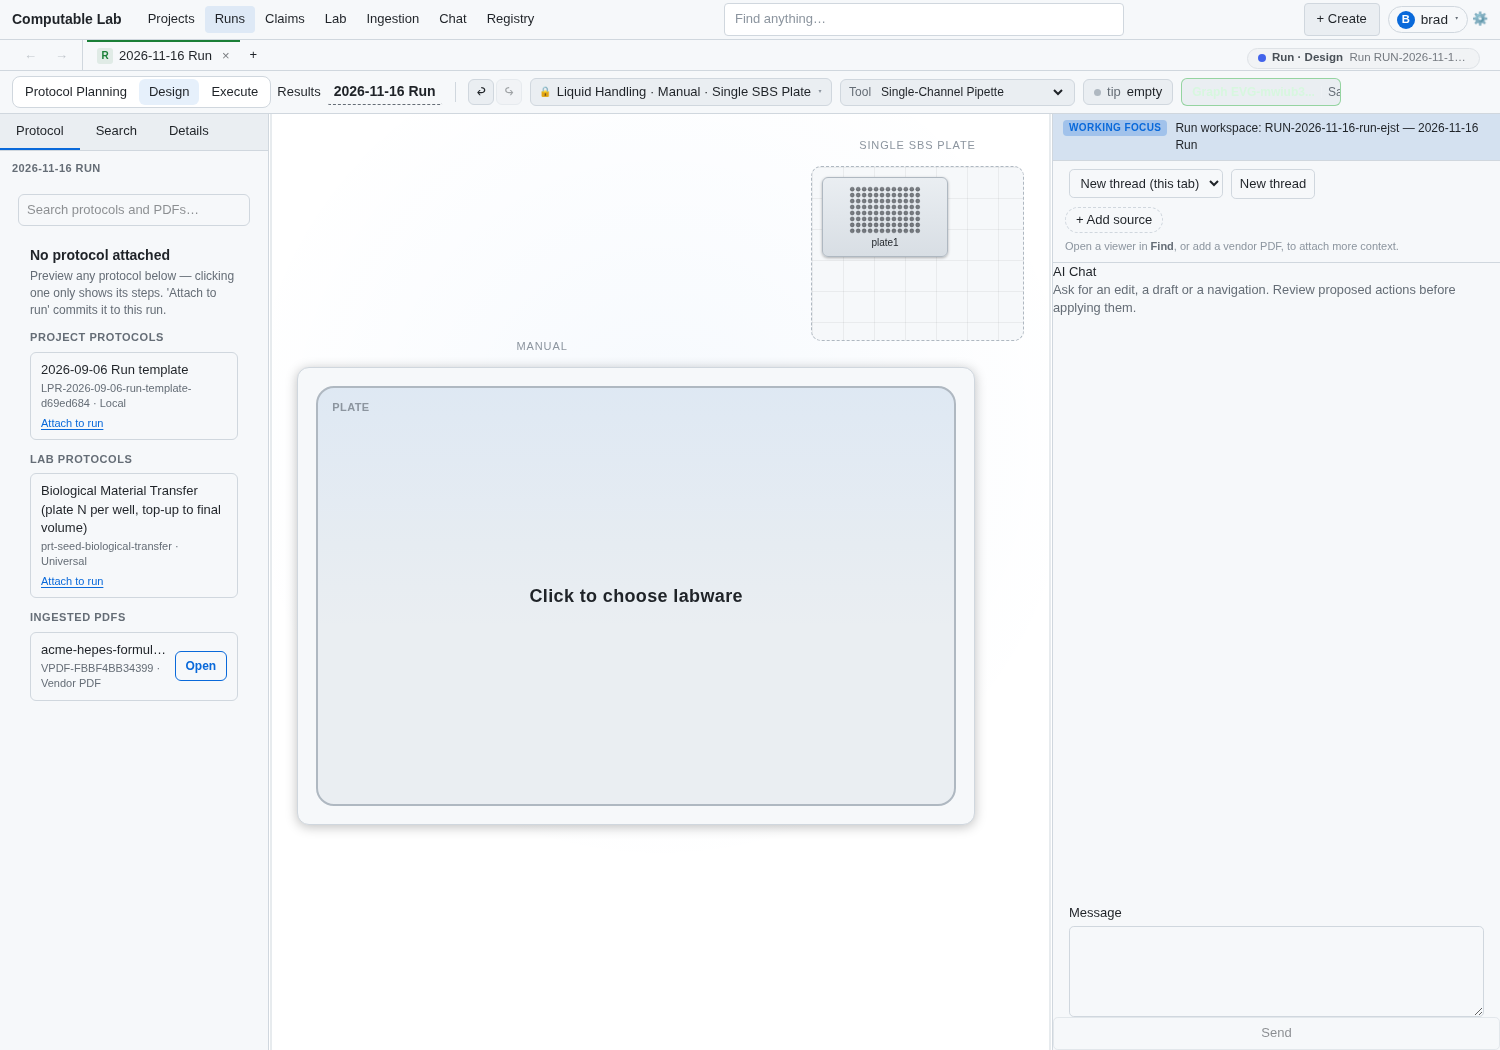 Computable Lab
Projects
Runs
Claims
Lab
Ingestion
Chat
Registry
Find anything…
+ Create
B brad
← →
R 2026-11-16 Run ×
+
Run · Design Run RUN-2026-11-1…
Protocol Planning
Design
Execute
Results
2026-11-16 Run
Liquid Handling · Manual · Single SBS Plate
Tool Single-Channel Pipette
tip empty
Sa
Protocol
Search
Details
2026-11-16 RUN
Search protocols and PDFs…
No protocol attached
Preview any protocol below — clicking
one only shows its steps. 'Attach to
run' commits it to this run.
PROJECT PROTOCOLS
2026-09-06 Run template
LPR-2026-09-06-run-template-
d69ed684 · Local
Attach to run
LAB PROTOCOLS
Biological Material Transfer
(plate N per well, top-up to final
volume)
prt-seed-biological-transfer ·
Universal
Attach to run
INGESTED PDFS
acme-hepes-formul…
VPDF-FBBF4BB34399 ·
Vendor PDF
Open
SINGLE SBS PLATE
plate1
MANUAL
PLATE
Click to choose labware
WORKING FOCUS
Run workspace: RUN-2026-11-16-run-ejst — 2026-11-16
Run
New thread (this tab)
New thread
+ Add source
Open a viewer in Find, or add a vendor PDF, to attach more context.
AI Chat
Ask for an edit, a draft or a navigation. Review proposed actions before
applying them.
Message
Send